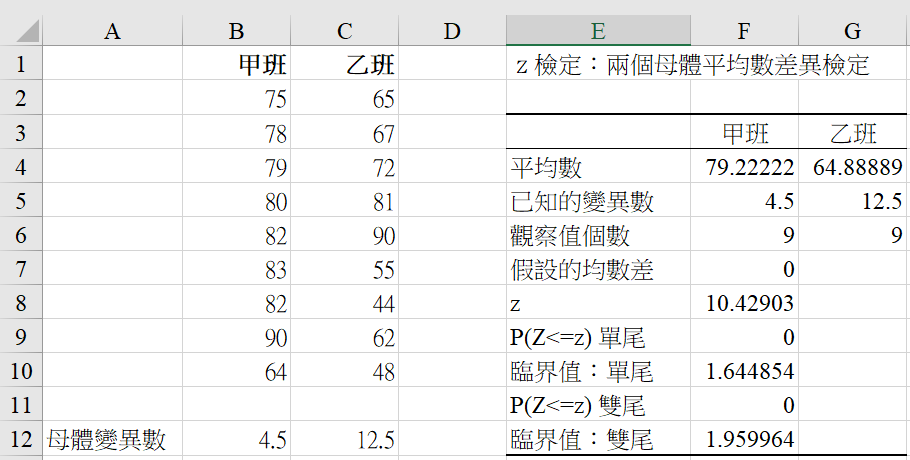 A B C D E F G
1 甲班 乙班 z 檢定：兩個母體平均數差異檢定
2 75 65
3 78 67 甲班 乙班
4 79 72 平均數 79.22222 64.88889
5 80 81 已知的變異數 4.5 12.5
6 82 90 觀察值個數 9 9
7 83 55 假設的均數差 0
8 82 44 z 10.42903
9 90 62 P(Z<=z) 單尾 0
10 64 48 臨界值：單尾 1.644854
11 P(Z<=z) 雙尾 0
12 母體變異數 4.5 12.5 臨界值：雙尾 1.959964